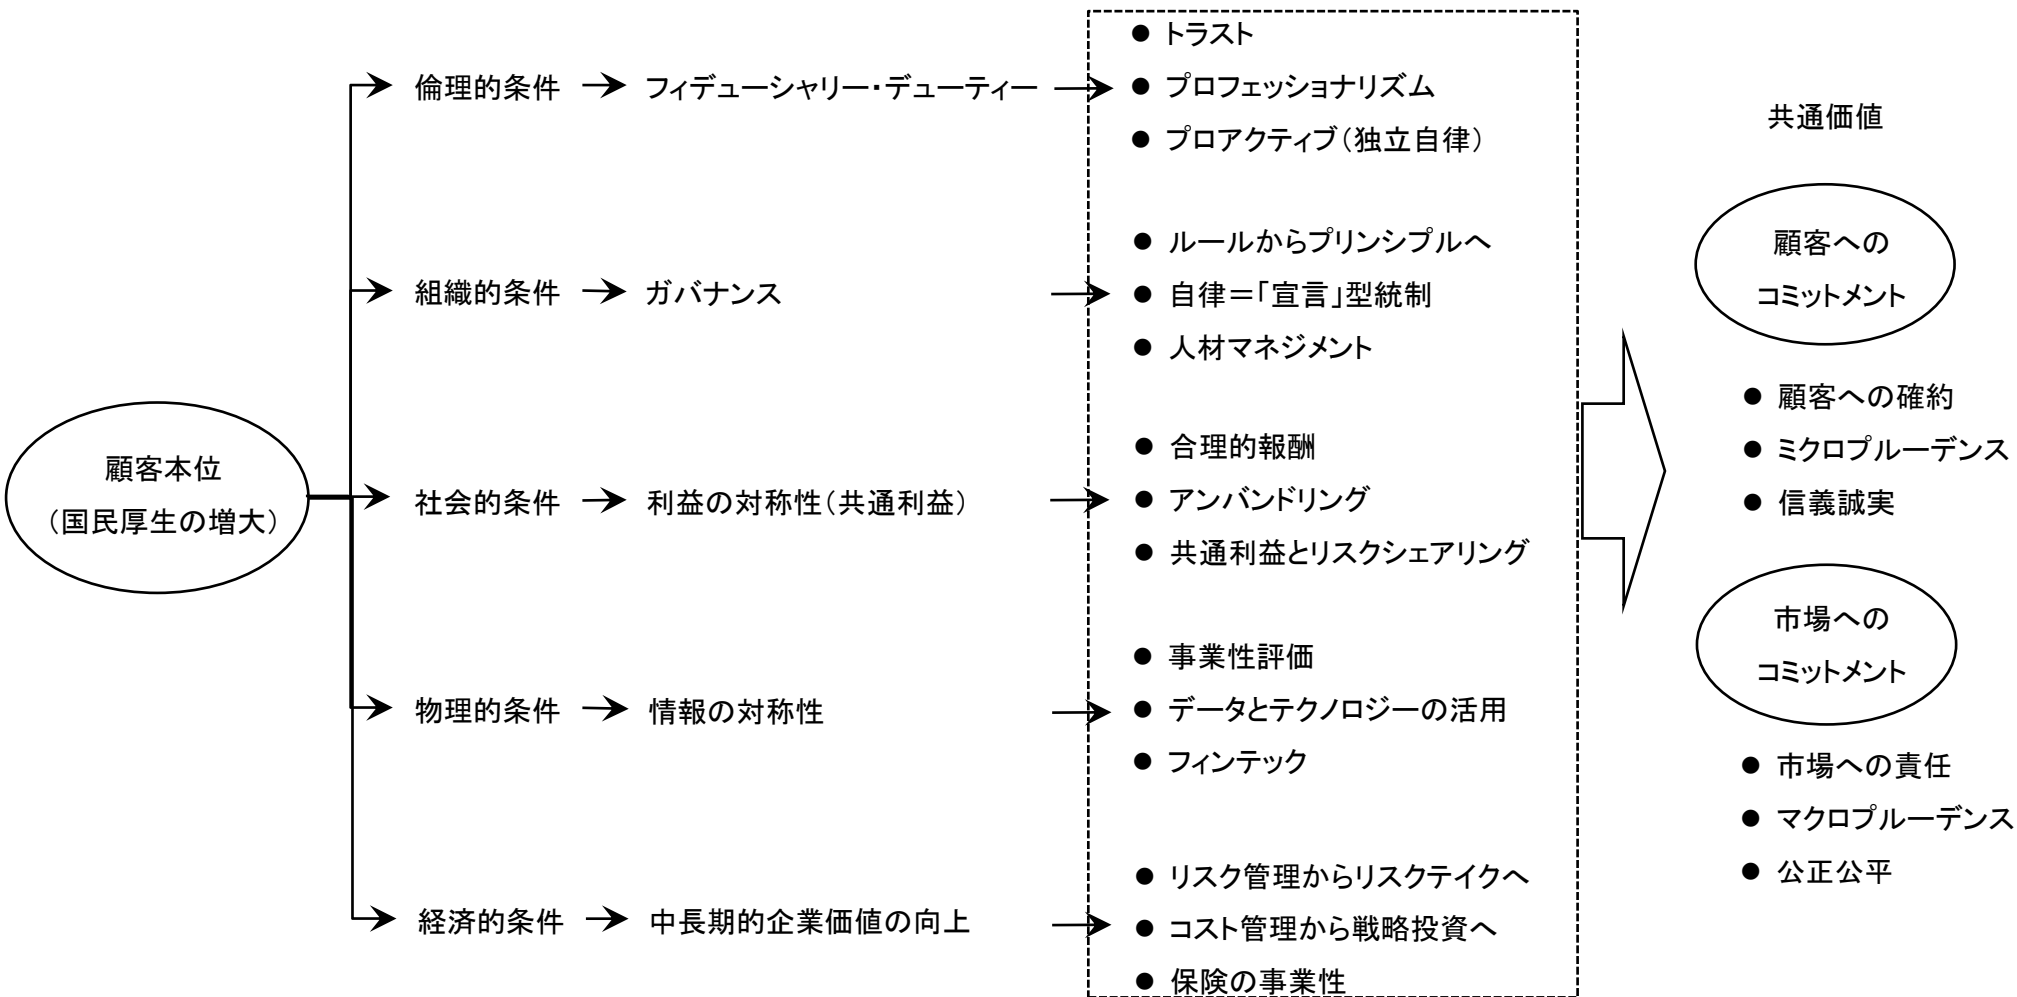 顧客本位
（国民厚生の増大）
倫理的条件
フィデューシャリー・デューティー
● トラスト
● プロフェッショナリズム
● プロアクティブ（独立自律）
組織的条件
ガバナンス
● ルールからプリンシプルへ
● 自律＝「宣言」型統制
● 人材マネジメント
社会的条件
利益の対称性（共通利益）
● 合理的報酬
● アンバンドリング
● 共通利益とリスクシェアリング
物理的条件
情報の対称性
● 事業性評価
● データとテクノロジーの活用
● フィンテック
経済的条件
中長期的企業価値の向上
● リスク管理からリスクテイクへ
● コスト管理から戦略投資へ
● 保険の事業性
共通価値
顧客への
コミットメント
● 顧客への確約
● ミクロプルーデンス
● 信義誠実
市場への
コミットメント
● 市場への責任
● マクロプルーデンス
● 公正公平